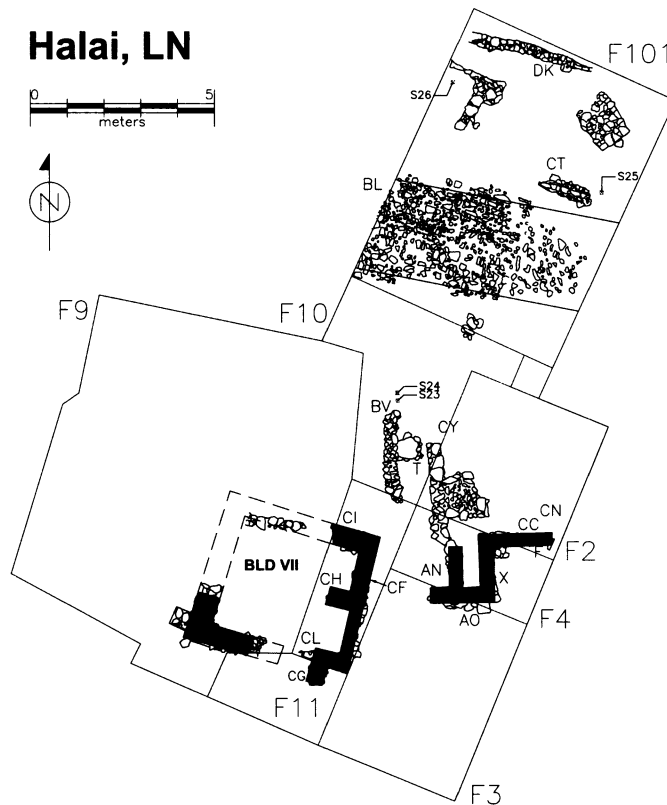 Halai, LN
0 5
meters
N
F101
DK
S26
CT
S25
BL
F9
F10
S24
S23
BV
CY
T
CI
CN
CC
F2
BLD VII
AN
CH
CF
X
F4
AO
CL
CG
F11
F3